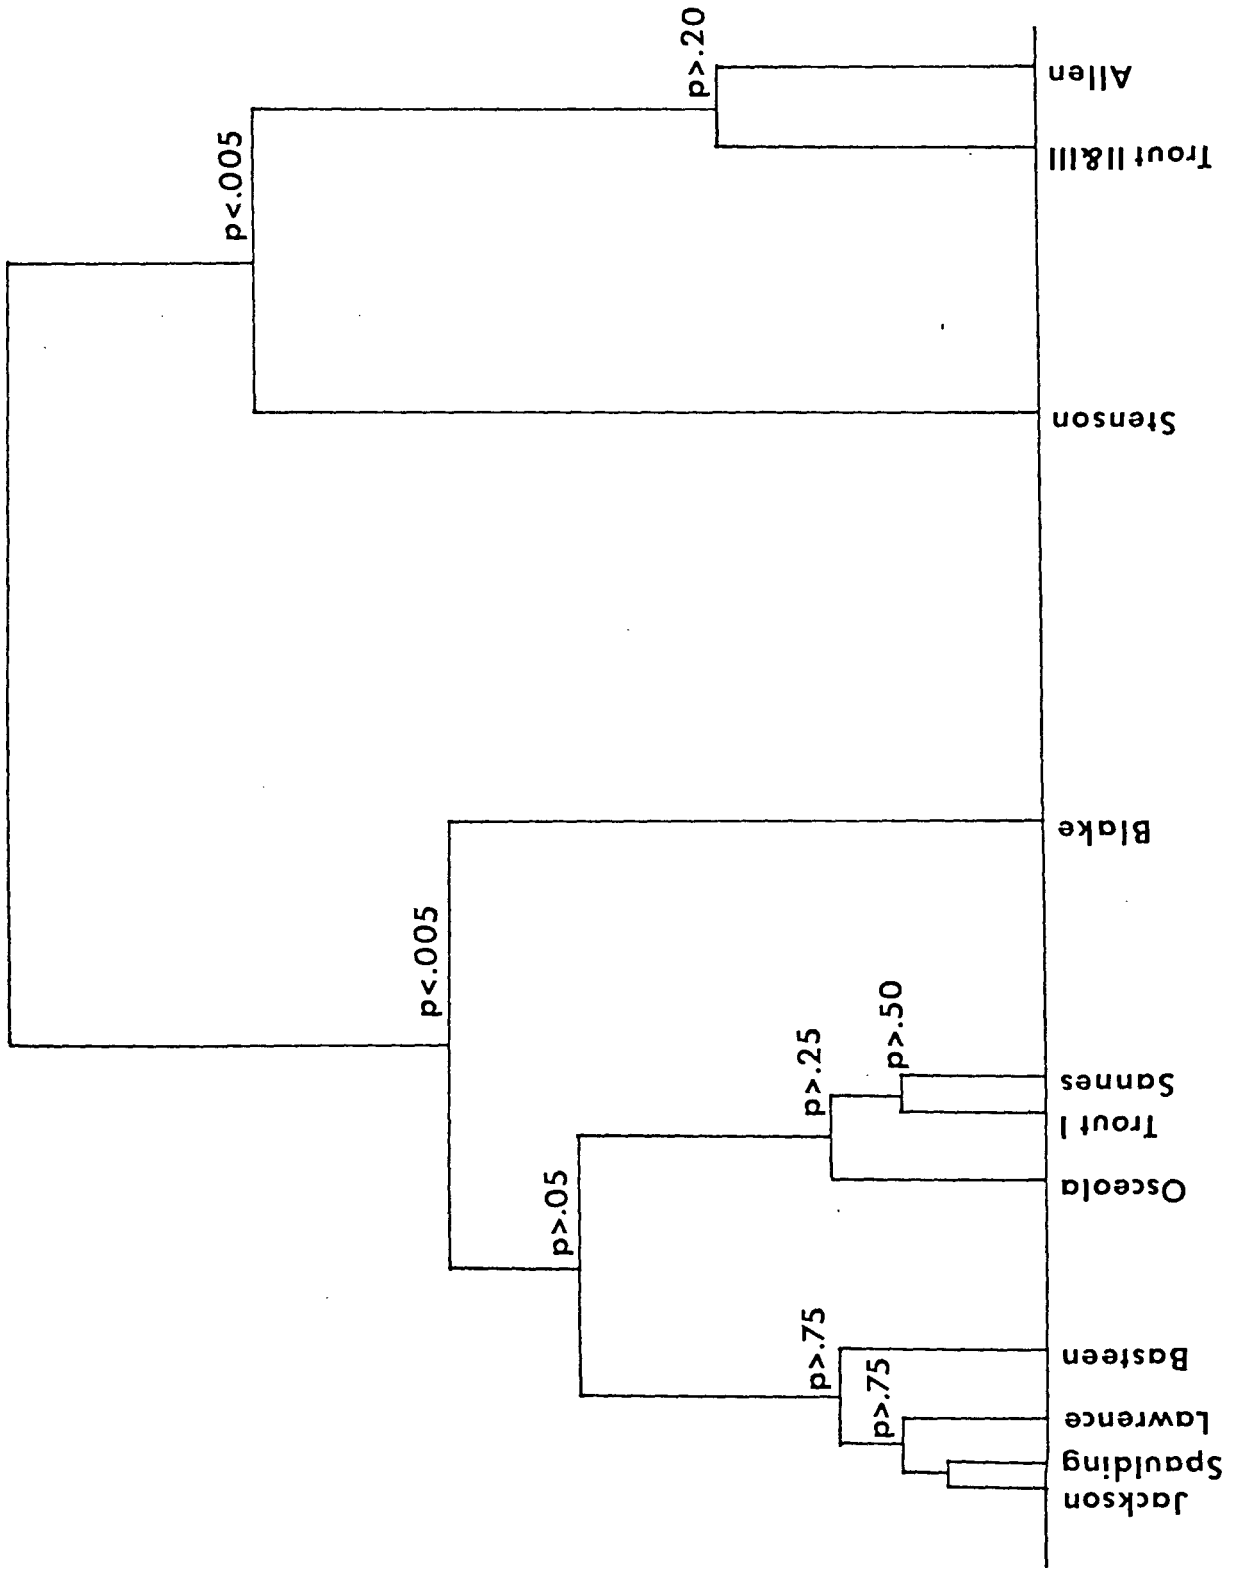 p<.005
p>.20
p<.005
p>.05
p>.25
p>.50
p>.75
p>.75
Allen
Trout II&III
Stenson
Blake
Sannes
Trout I
Osceola
Basteen
Lawrence
Spaulding
Jackson